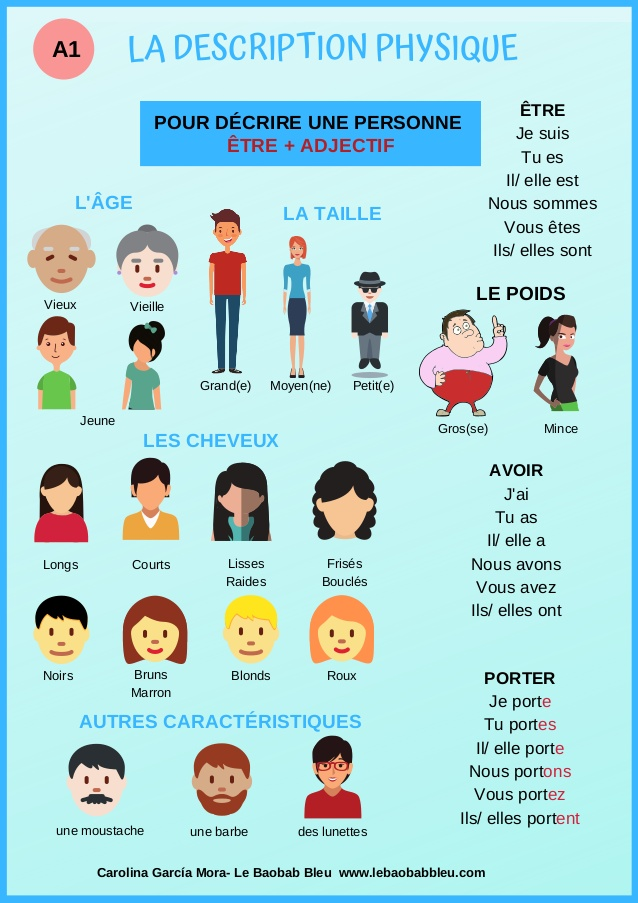 A1
LA DESCRIPTION PHYSIQUE
POUR DÉCRIRE UNE PERSONNE
ÊTRE + ADJECTIF
ÊTRE
Je suis
Tu es
Il/ elle est
Nous sommes
Vous êtes
Ils/ elles sont
L'ÂGE
Vieux
Vieille
Jeune
LA TAILLE
Grand(e)
Moyen(ne)
Petit(e)
LE POIDS
Gros(se)
Mince
LES CHEVEUX
Longs
Courts
Lisses
Raides
Frisés
Bouclés
Noirs
Bruns
Marron
Blonds
Roux
AVOIR
J'ai
Tu as
Il/ elle a
Nous avons
Vous avez
Ils/ elles ont
AUTRES CARACTÉRISTIQUES
une moustache
une barbe
des lunettes
PORTER
Je porte
Tu portes
Il/ elle porte
Nous portons
Vous portez
Ils/ elles portent
Carolina García Mora- Le Baobab Bleu www.lebaobabbleu.com